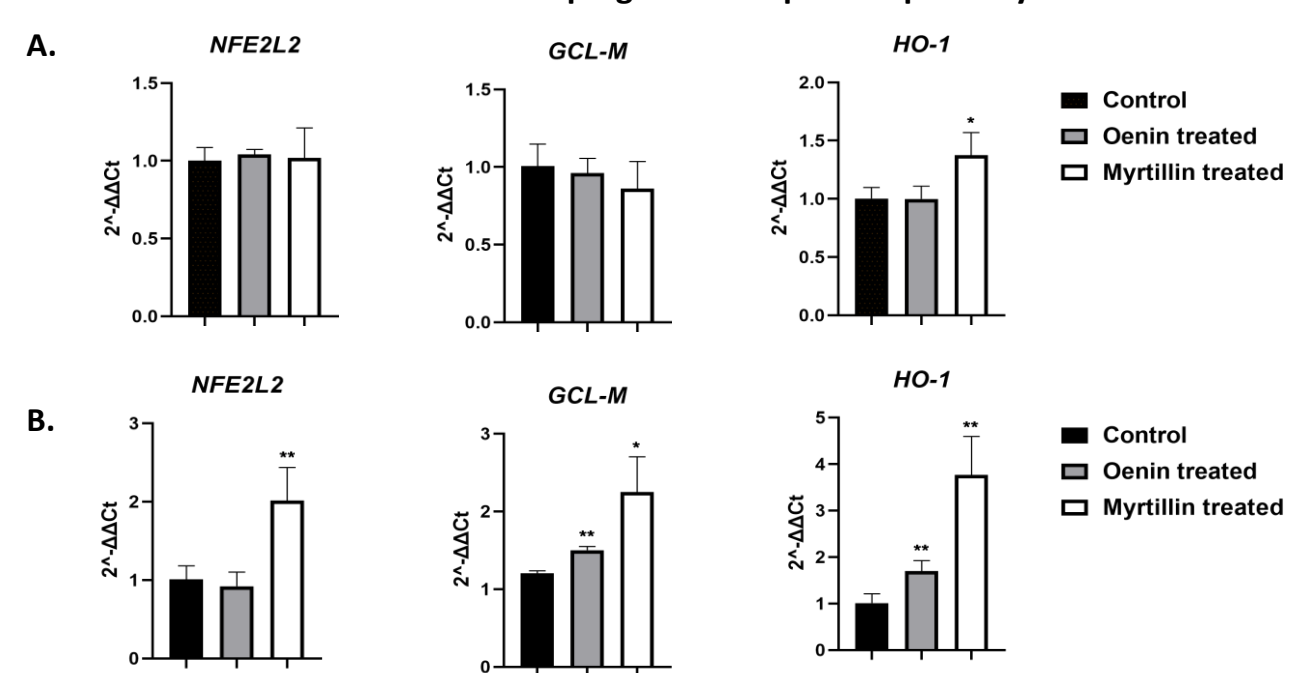 A.
NFE2L2
GCL-M
HO-1
1.5
1.0
0.5
0.0
2^-ΔΔCt
1.5
1.0
0.5
0.0
2^-ΔΔCt
2.0
1.5
1.0
0.5
0.0
2^-ΔΔCt
*
Control
Oenin treated
Myrtillin treated
B.
NFE2L2
GCL-M
HO-1
3
2
1
0
2^-ΔΔCt
**
3
2
1
0
2^-ΔΔCt
**
*
5
4
3
2
1
0
2^-ΔΔCt
**
**
Control
Oenin treated
Myrtillin treated